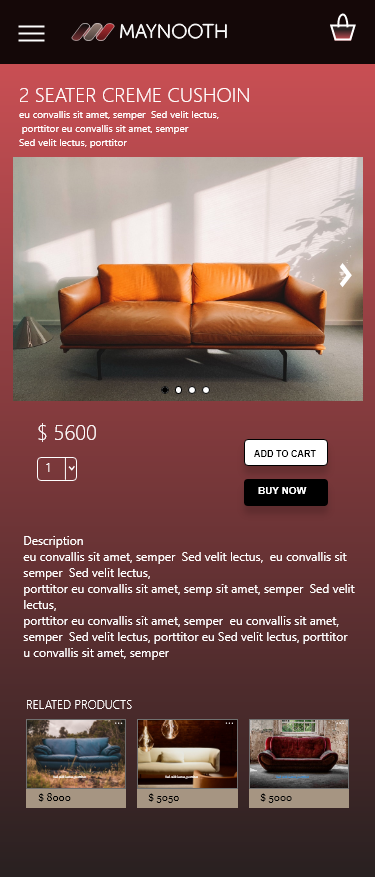 MAYNOOTH
2 SEATER CREME CUSHOIN
eu convallis sit amet, semper  Sed velit lectus,
porttitor eu convallis sit amet, semper
Sed velit lectus, porttitor
$ 5600
1
ADD TO CART
BUY NOW
Description
eu convallis sit amet, semper  Sed velit lectus,  eu convallis sit
semper  Sed velit lectus,
porttitor eu convallis sit amet, semp sit amet, semper  Sed velit
lectus,
porttitor eu convallis sit amet, semper  eu convallis sit amet,
semper  Sed velit lectus, porttitor eu Sed velit lectus, porttitor
u convallis sit amet, semper
RELATED PRODUCTS
$ 8000
$ 5050
$ 5000